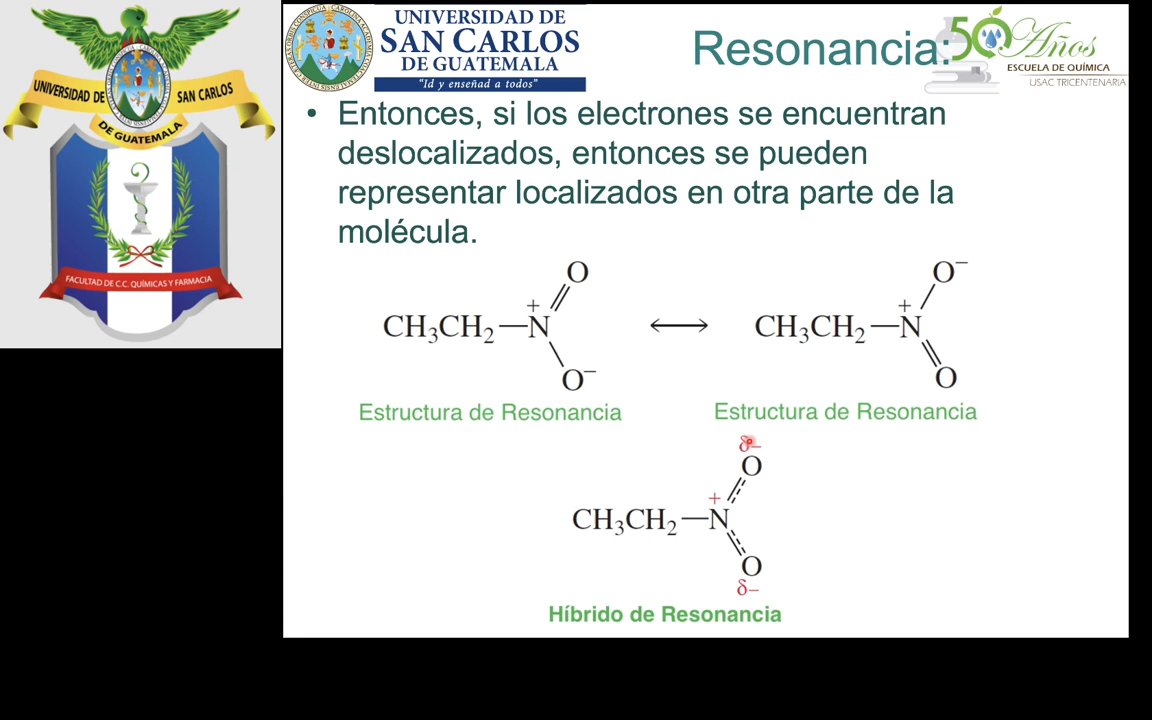 UNIVERSIDAD DE SAN CARLOS
DE GUATEMALA
FACULTAD DE C.C. QUÍMICAS Y FARMACIA
UNIVERSIDAD DE
SAN CARLOS
DE GUATEMALA
"Id y enseñad a todos"
Resonancia:
50 Años
ESCUELA DE QUÍMICA
USAC TRICENTENARIA
• Entonces, si los electrones se encuentran
deslocalizados, entonces se pueden
representar localizados en otra parte de la
molécula.
O
+
CH₃CH₂—N
O⁻
O⁻
+
CH₃CH₂—N
O
Estructura de Resonancia
Estructura de Resonancia
δ−
O
+
CH₃CH₂—N
O
δ−
Híbrido de Resonancia